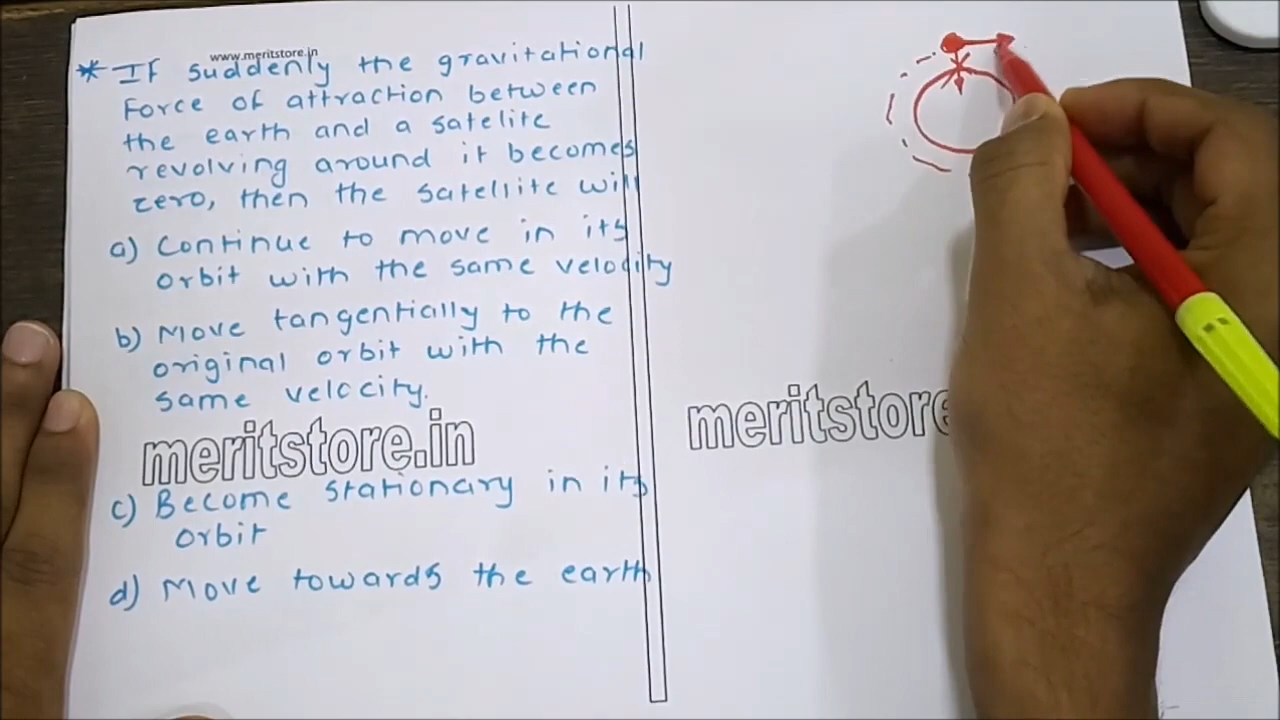 www.meritstore.in
* If suddenly the gravitational
Force of attraction between
the earth and a satelite
revolving around it becomes
zero, then the satellite will
a) Continue to move in its
orbit with the same velocity
b) Move tangentially to the
original orbit with the
same velocity.
meritstore.in
c) Become stationary in its
orbit
d) Move towards the earth
meritstore